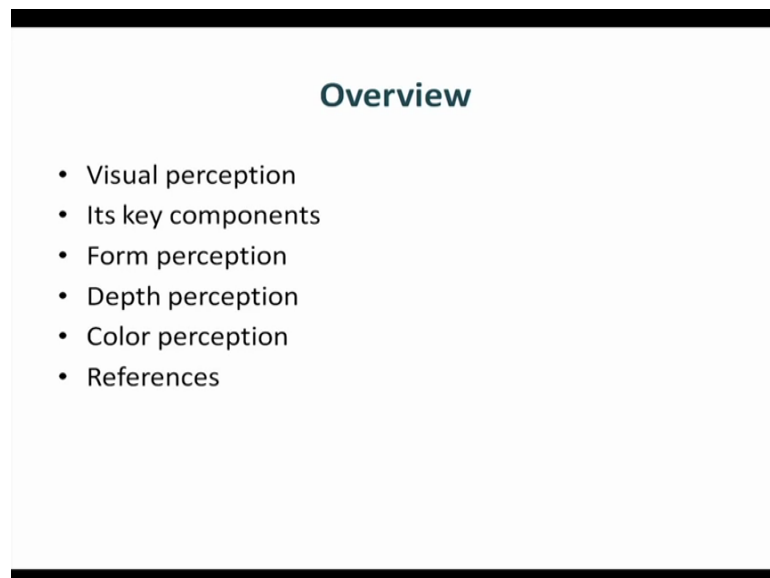 Overview
• Visual perception
• Its key components
• Form perception
• Depth perception
• Color perception
• References